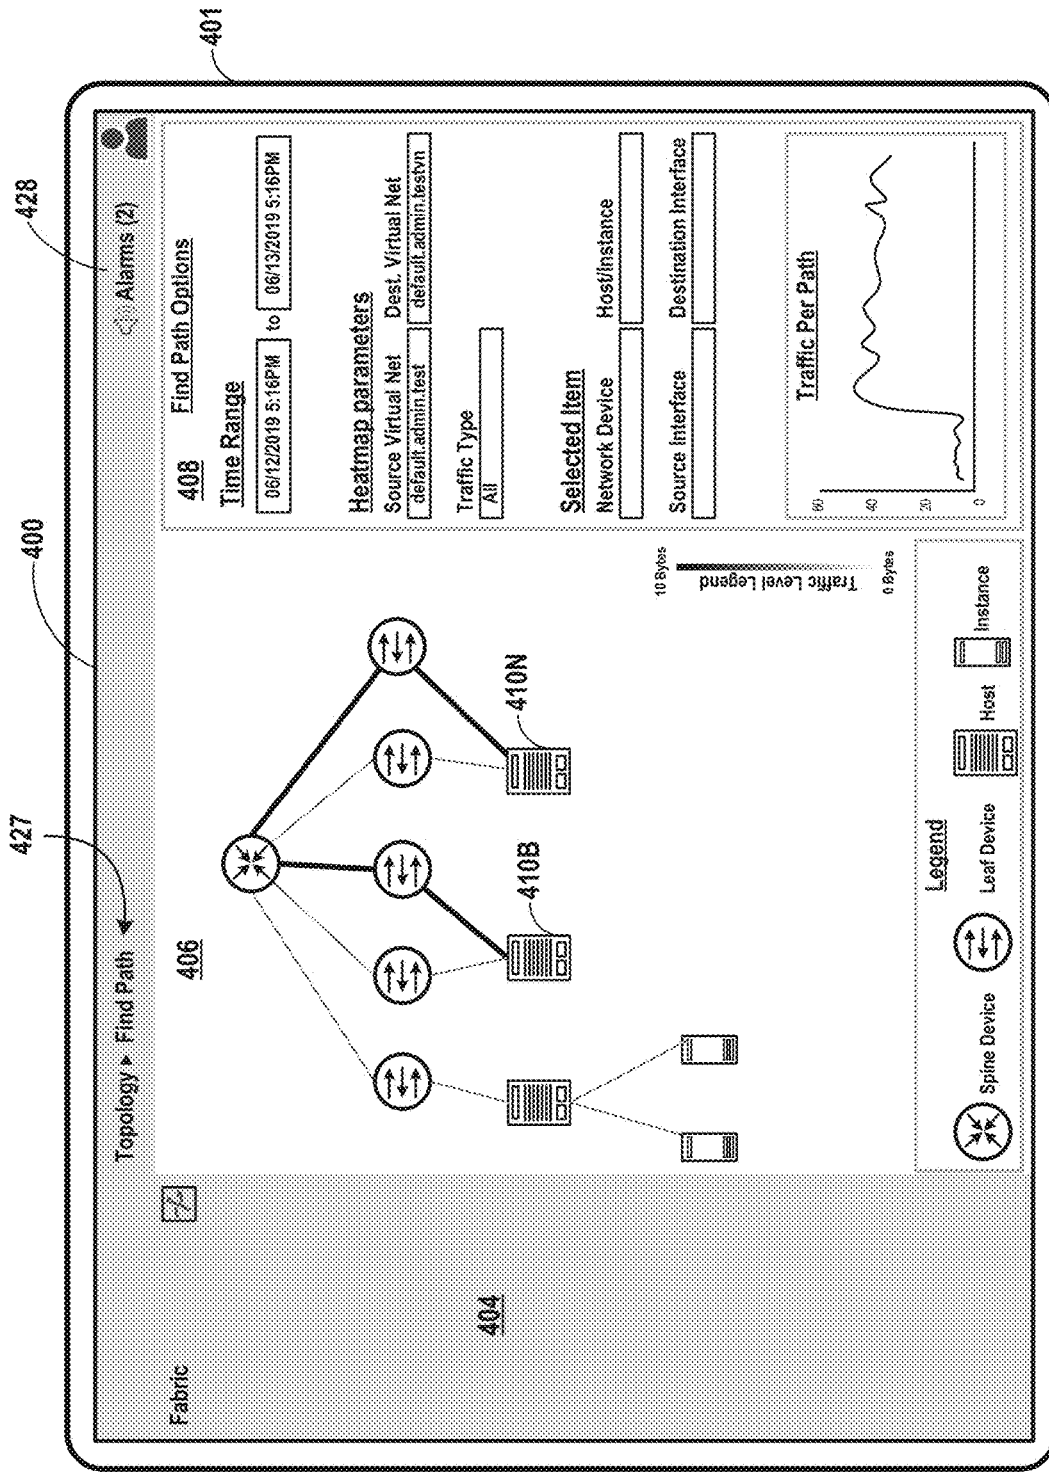 400
401
427
428
Topology ▸ Find Path
Alarms (2)
Fabric
404
406
410B
410N
10 Bytes
Traffic Level Legend
0 Bytes
Legend
Spine Device
Leaf Device
Host
Instance
408
Find Path Options
Time Range
06/12/2019 5:16PM to 06/13/2019 5:16PM
Heatmap parameters
Source Virtual Net Dest. Virtual Net
default.admin.test default.admin.testvn
Traffic Type
All
Selected Item
Network Device Host/Instance
Source Interface Destination Interface
Traffic Per Path
60
40
20
0